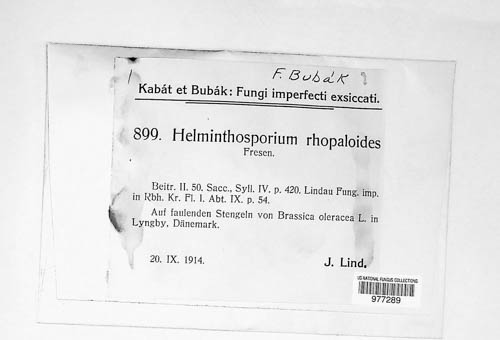 F. Bubák
Kabát et Bubák: Fungi imperfecti exsiccati.
899. Helminthosporium rhopaloides
Fresen.
Beitr. II. 50. Sacc., Syll. IV. p. 420. Lindau Fung. imp.
in Rbh. Kr. Fl. I. Abt. IX. p. 54.
Auf faulenden Stengeln von Brassica oleracea L. in
Lyngby, Dänemark.
20. IX. 1914. J. Lind.
US NATIONAL FUNGUS COLLECTIONS
977289